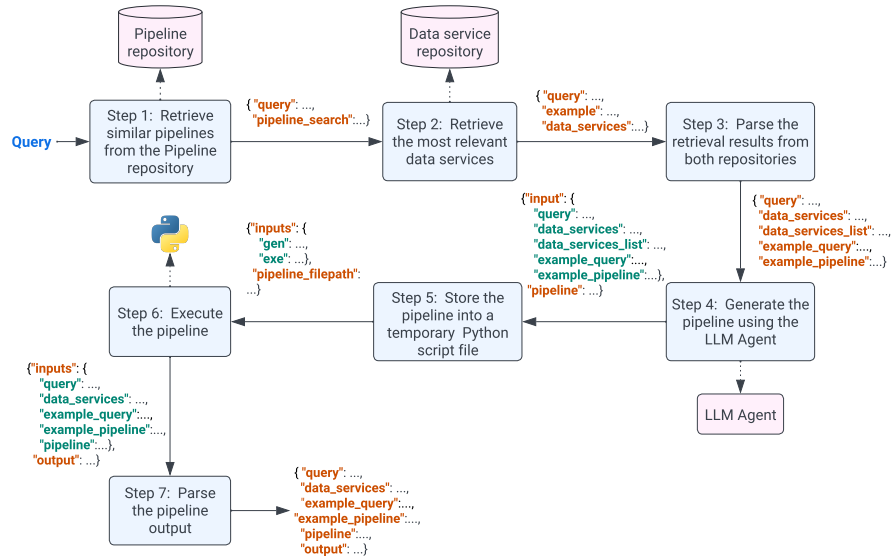 Pipeline
repository
Data service
repository
Query
Step 1:  Retrieve
similar pipelines
from the Pipeline
repository
{ "query": ...,
"pipeline_search":...}
Step 2:  Retrieve
the most relevant
data services
{ "query": ...,
"example": ...,
"data_services":...}
Step 3:  Parse the
retrieval results from
both repositories
{ "query": ...,
"data_services": ...,
"data_services_list": ...,
"example_query":...,
"example_pipeline":...}
Step 4:  Generate the
pipeline using the
LLM Agent
LLM Agent
{"input": {
"query": ...,
"data_services": ...,
"data_services_list": ...,
"example_query":...,
"example_pipeline":...},
"pipeline": ...}
Step 5:  Store the
pipeline into a
temporary  Python
script file
{"inputs": {
"gen": ...,
"exe": ...},
"pipeline_filepath":
...}
Step 6:  Execute
the pipeline
{"inputs": {
"query": ...,
"data_services": ...,
"example_query":...,
"example_pipeline":...,
"pipeline":...},
"output": ...}
Step 7:  Parse
the pipeline
output
{ "query": ...,
"data_services": ...,
"example_query":...,
"example_pipeline":...,
"pipeline":...,
"output": ...}